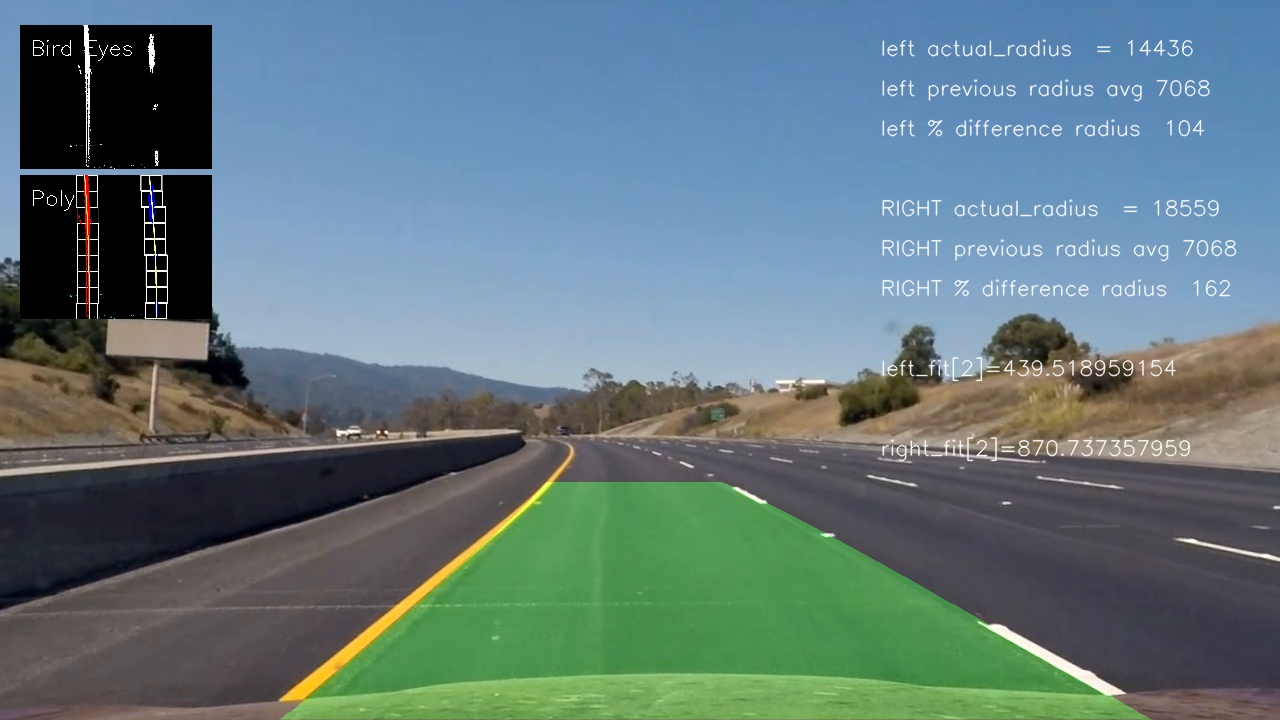 Bird Eyes
Poly
left actual_radius = 14436
left previous radius avg 7068
left % difference radius 104
RIGHT actual_radius = 18559
RIGHT previous radius avg 7068
RIGHT % difference radius 162
left_fit[2]=439.518959154
right_fit[2]=870.737357959